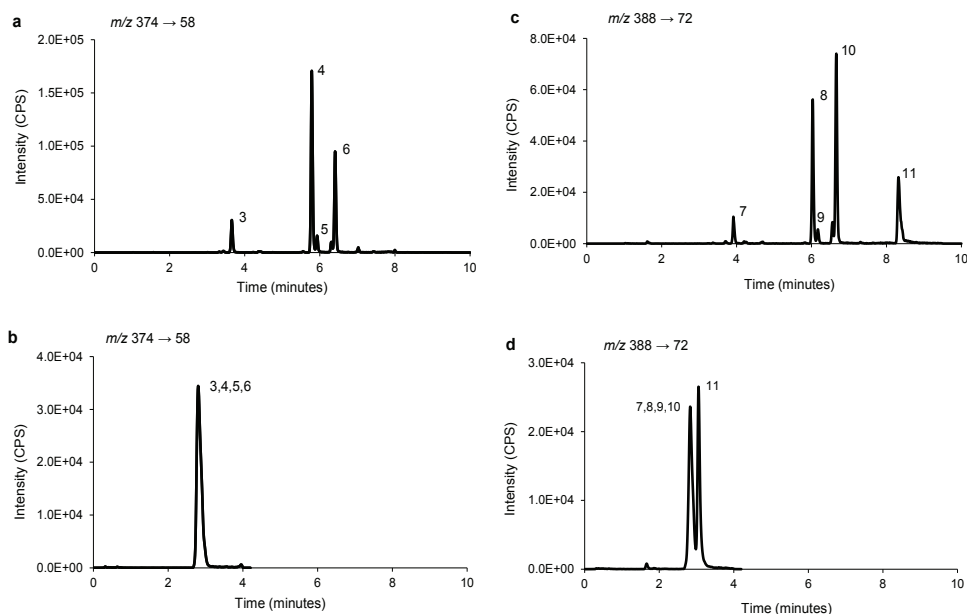 a
m/z 374 → 58
2.0E+05
1.5E+05
1.0E+05
5.0E+04
0.0E+00
Intensity (CPS)
3
4
5
6
0 2 4 6 8 10
Time (minutes)
c
m/z 388 → 72
8.0E+04
6.0E+04
4.0E+04
2.0E+04
0.0E+00
Intensity (CPS)
7
8
9
10
11
0 2 4 6 8 10
Time (minutes)
b
m/z 374 → 58
4.0E+04
3.0E+04
2.0E+04
1.0E+04
0.0E+00
Intensity (CPS)
3,4,5,6
0 2 4 6 8 10
Time (minutes)
d
m/z 388 → 72
3.0E+04
2.0E+04
1.0E+04
0.0E+00
Intensity (CPS)
7,8,9,10
11
0 2 4 6 8 10
Time (minutes)